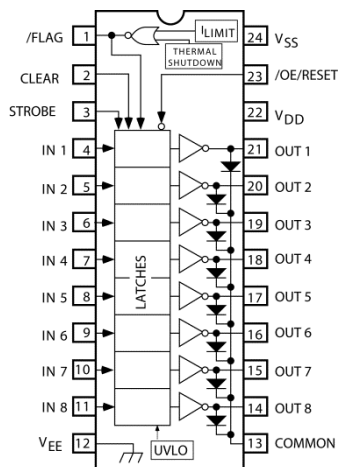 /FLAG 1 ILIMIT 24 VSS
THERMAL SHUTDOWN
CLEAR 2 23 /OE/RESET
STROBE 3 22 VDD
IN 1 4 21 OUT 1
IN 2 5 20 OUT 2
IN 3 6 19 OUT 3
IN 4 7 18 OUT 4
LATCHES
IN 5 8 17 OUT 5
IN 6 9 16 OUT 6
IN 7 10 15 OUT 7
IN 8 11 14 OUT 8
VEE 12 UVLO 13 COMMON